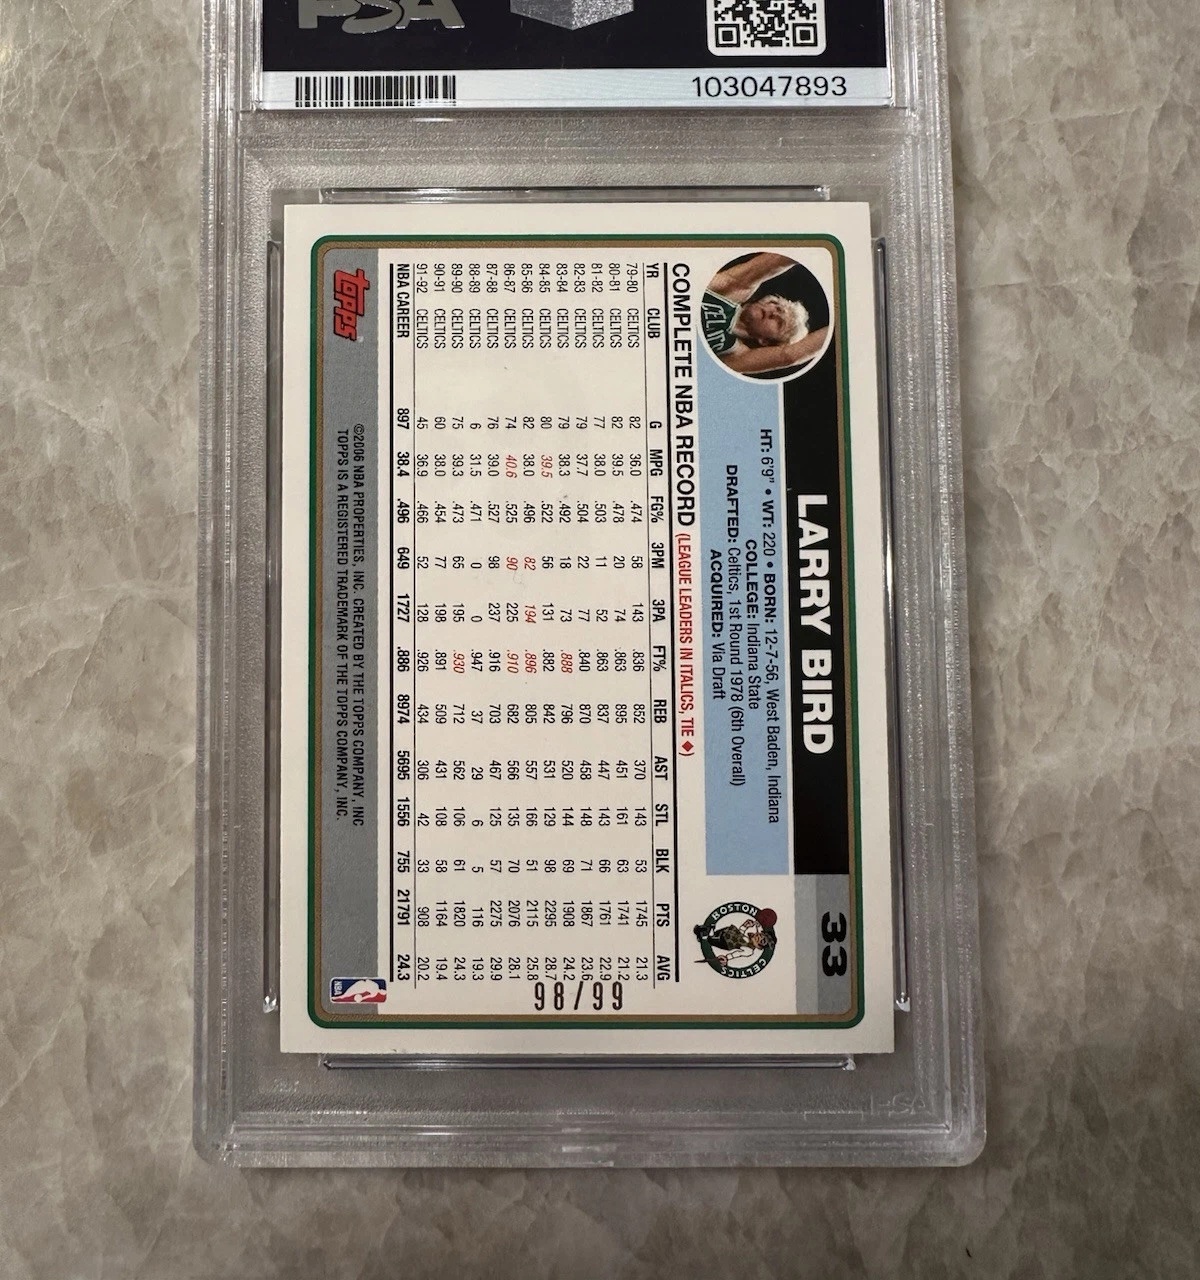 PSA
103047893
LARRY BIRD 33
HT: 6'9" • WT: 220 • BORN: 12-7-56, West Baden, Indiana
COLLEGE: Indiana State
DRAFTED: Celtics, 1st Round 1978 (6th Overall)
ACQUIRED: Via Draft
CELTICS
BOSTON CELTICS
COMPLETE NBA RECORD (LEAGUE LEADERS IN ITALICS, TIE ♦)
YR CLUB G MPG FG% 3PM 3PA FT% REB AST STL BLK PTS AVG
79-80 CELTICS 82 36.0 .474 58 143 .836 852 370 143 53 1745 21.3
80-81 CELTICS 82 39.5 .478 20 74 .863 895 451 161 63 1741 21.2
81-82 CELTICS 77 38.0 .503 11 52 .863 837 447 143 66 1761 22.9
82-83 CELTICS 79 37.7 .504 22 77 .840 870 458 148 71 1867 23.6
83-84 CELTICS 79 38.3 .492 18 73 .888 796 520 144 69 1908 24.2
84-85 CELTICS 80 39.5 .522 56 131 .882 842 531 129 98 2295 28.7
85-86 CELTICS 82 38.0 .496 82 194 .896 805 557 166 51 2115 25.8
86-87 CELTICS 74 40.6 .525 90 225 .910 682 566 135 70 2076 28.1
87-88 CELTICS 76 39.0 .527 98 237 .916 703 467 125 57 2275 29.9
88-89 CELTICS 6 31.5 .471 0 0 .947 37 29 6 5 116 19.3
89-90 CELTICS 75 39.3 .473 65 195 .930 712 562 106 61 1820 24.3
90-91 CELTICS 60 38.0 .454 77 198 .891 509 431 108 58 1164 19.4
91-92 CELTICS 45 36.9 .466 52 128 .926 434 306 42 33 908 20.2
NBA CAREER 897 38.4 .496 649 1727 .886 8974 5695 1556 755 21791 24.3
topps
©2006 NBA PROPERTIES, INC. CREATED BY THE TOPPS COMPANY, INC
TOPPS IS A REGISTERED TRADEMARK OF THE TOPPS COMPANY, INC.
NBA